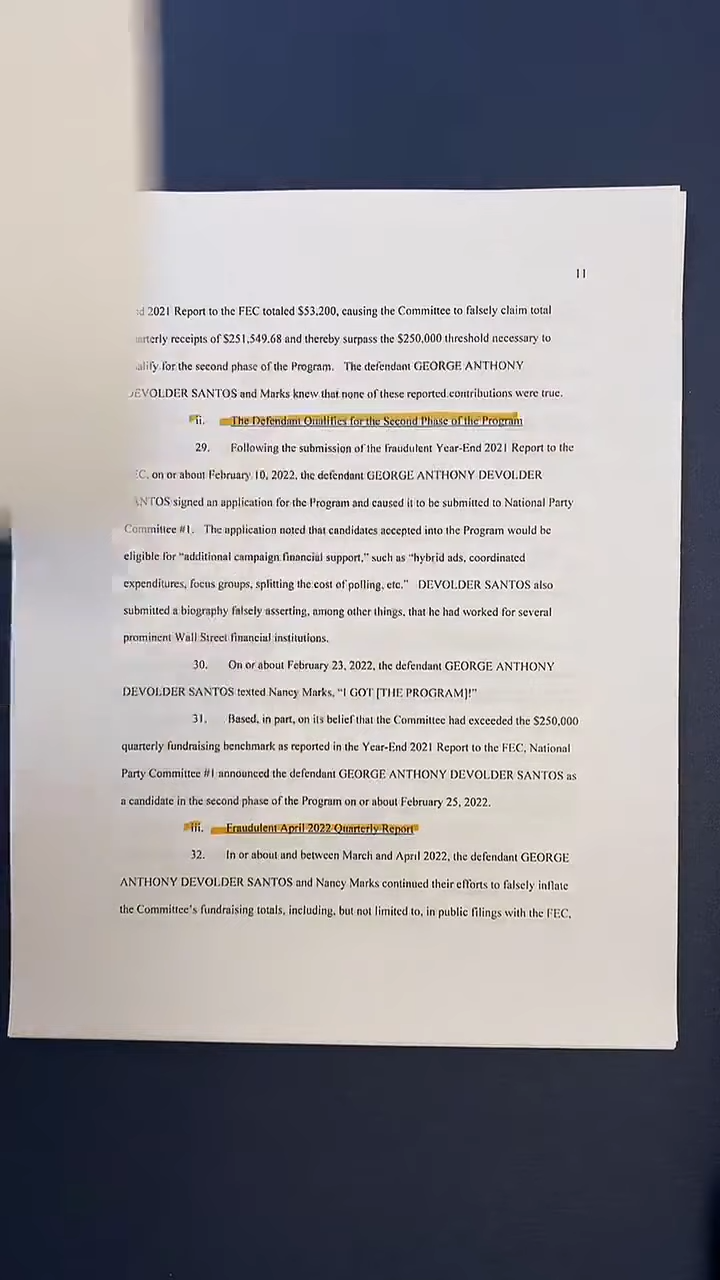 11
d 2021 Report to the FEC totaled $53,200, causing the Committee to falsely claim total
rterly receipts of $251,549.68 and thereby surpass the $250,000 threshold necessary to
alify for the second phase of the Program. The defendant GEORGE ANTHONY
EVOLDER SANTOS and Marks knew that none of these reported contributions were true.
ii. The Defendant Qualifies for the Second Phase of the Program
29. Following the submission of the fraudulent Year-End 2021 Report to the
C, on or about February 10, 2022, the defendant GEORGE ANTHONY DEVOLDER
NTOS signed an application for the Program and caused it to be submitted to National Party
Committee #1. The application noted that candidates accepted into the Program would be
eligible for “additional campaign financial support,” such as “hybrid ads, coordinated
expenditures, focus groups, splitting the cost of polling, etc.” DEVOLDER SANTOS also
submitted a biography falsely asserting, among other things, that he had worked for several
prominent Wall Street financial institutions.
30. On or about February 23, 2022, the defendant GEORGE ANTHONY
DEVOLDER SANTOS texted Nancy Marks, “I GOT [THE PROGRAM]!”
31. Based, in part, on its belief that the Committee had exceeded the $250,000
quarterly fundraising benchmark as reported in the Year-End 2021 Report to the FEC, National
Party Committee #1 announced the defendant GEORGE ANTHONY DEVOLDER SANTOS as
a candidate in the second phase of the Program on or about February 25, 2022.
iii. Fraudulent April 2022 Quarterly Report
32. In or about and between March and April 2022, the defendant GEORGE
ANTHONY DEVOLDER SANTOS and Nancy Marks continued their efforts to falsely inflate
the Committee’s fundraising totals, including, but not limited to, in public filings with the FEC,